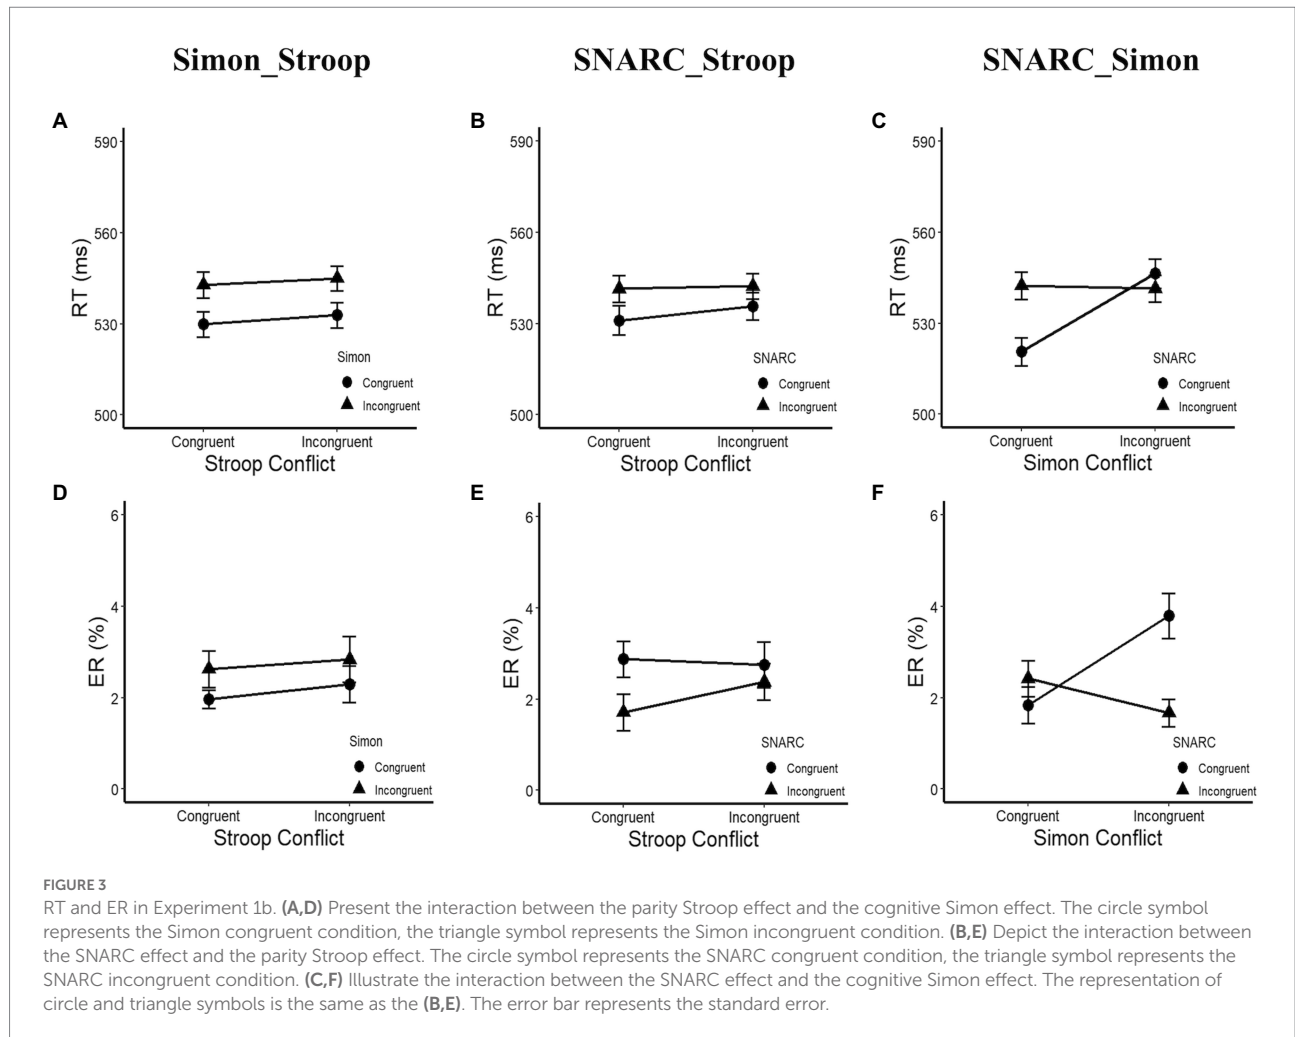 Simon_Stroop
SNARC_Stroop
SNARC_Simon
A
590
560
530
500
RT (ms)
Simon
Congruent
Incongruent
Congruent
Incongruent
Stroop Conflict
B
590
560
530
500
RT (ms)
SNARC
Congruent
Incongruent
Congruent
Incongruent
Stroop Conflict
C
590
560
530
500
RT (ms)
SNARC
Congruent
Incongruent
Congruent
Incongruent
Simon Conflict
D
6
4
2
0
ER (%)
Simon
Congruent
Incongruent
Congruent
Incongruent
Stroop Conflict
E
6
4
2
0
ER (%)
SNARC
Congruent
Incongruent
Congruent
Incongruent
Stroop Conflict
F
6
4
2
0
ER (%)
SNARC
Congruent
Incongruent
Congruent
Incongruent
Simon Conflict
FIGURE 3
RT and ER in Experiment 1b. (A,D) Present the interaction between the parity Stroop effect and the cognitive Simon effect. The circle symbol
represents the Simon congruent condition, the triangle symbol represents the Simon incongruent condition. (B,E) Depict the interaction between
the SNARC effect and the parity Stroop effect. The circle symbol represents the SNARC congruent condition, the triangle symbol represents the
SNARC incongruent condition. (C,F) Illustrate the interaction between the SNARC effect and the cognitive Simon effect. The representation of
circle and triangle symbols is the same as the (B,E). The error bar represents the standard error.